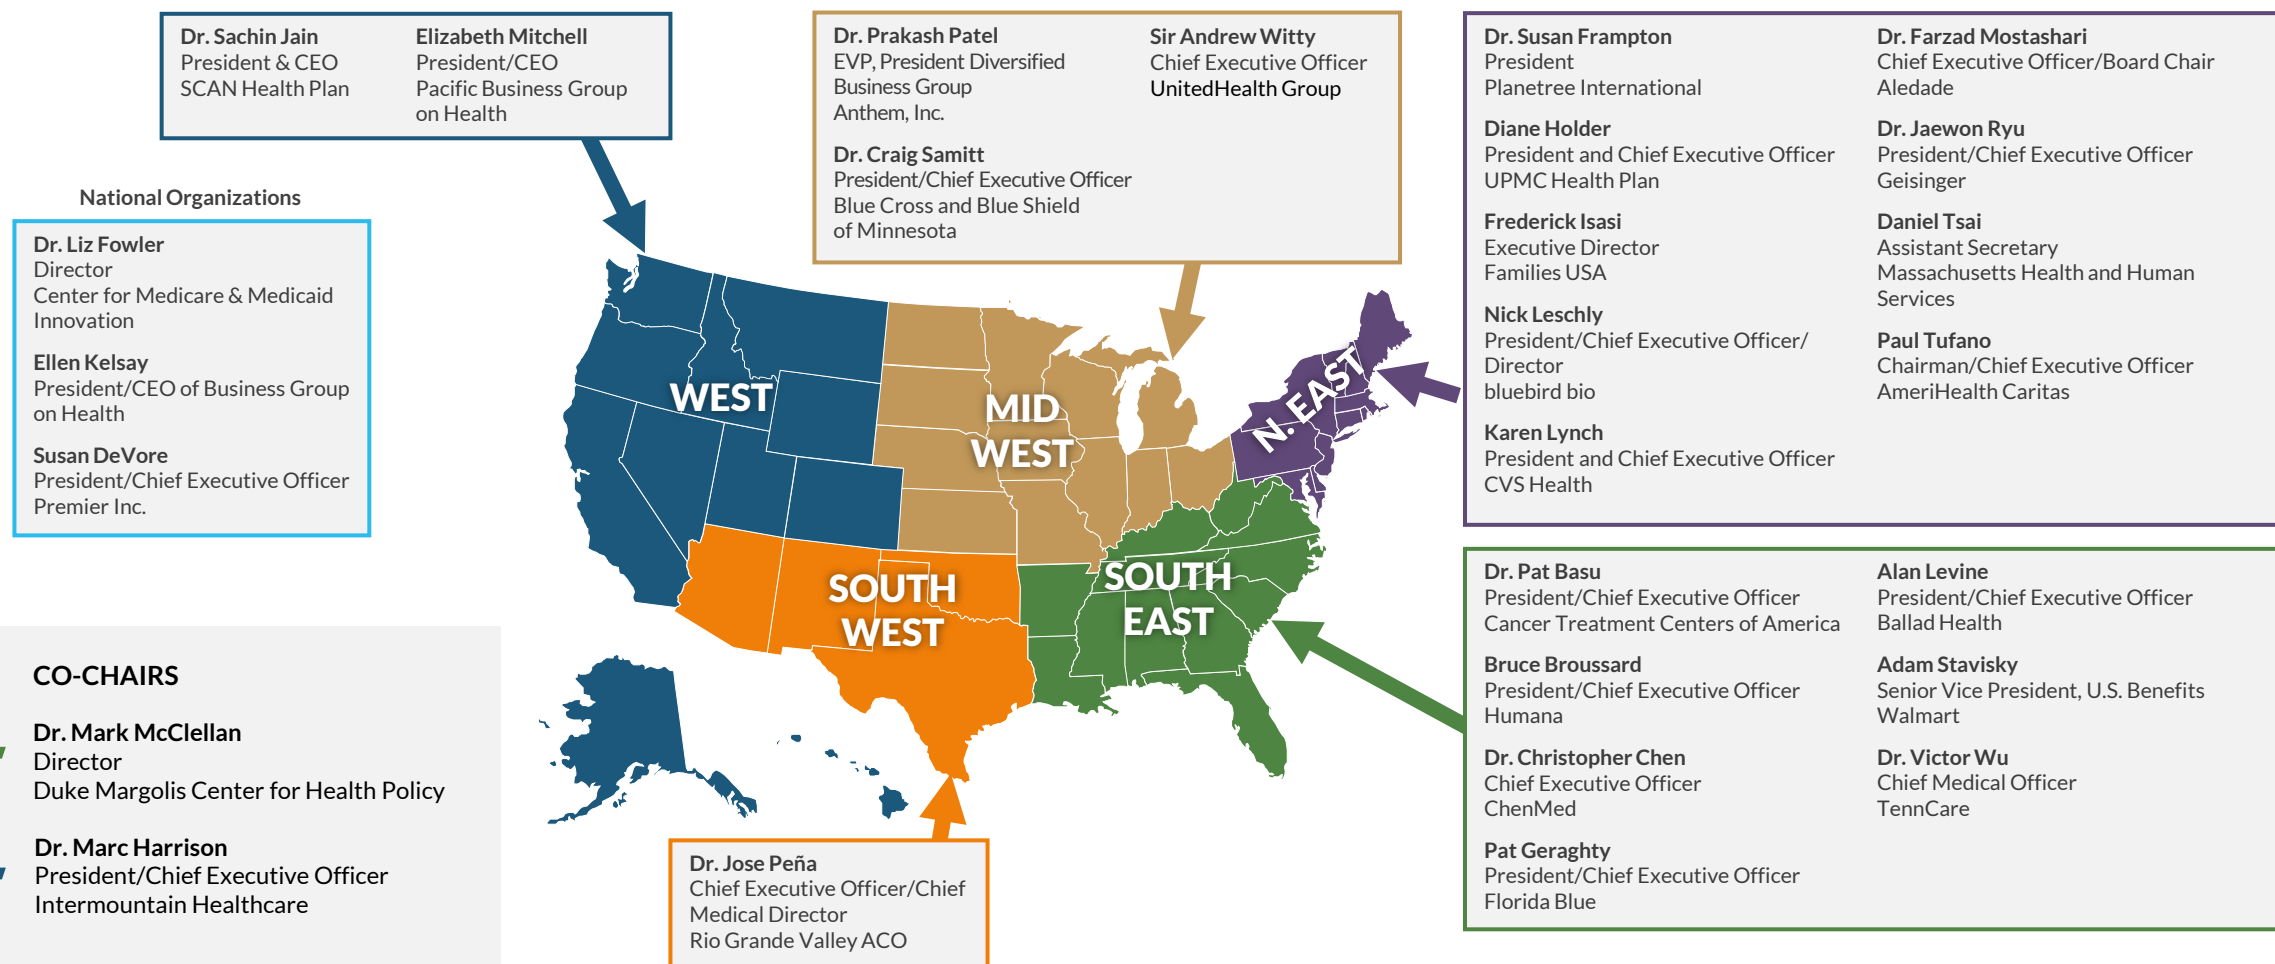 Dr. Sachin Jain
President & CEO
SCAN Health Plan
Elizabeth Mitchell
President/CEO
Pacific Business Group
on Health
Dr. Prakash Patel
EVP, President Diversified
Business Group
Anthem, Inc.
Dr. Craig Samitt
President/Chief Executive Officer
Blue Cross and Blue Shield
of Minnesota
Sir Andrew Witty
Chief Executive Officer
UnitedHealth Group
Dr. Susan Frampton
President
Planetree International
Diane Holder
President and Chief Executive Officer
UPMC Health Plan
Frederick Isasi
Executive Director
Families USA
Nick Leschly
President/Chief Executive Officer/
Director
bluebird bio
Karen Lynch
President and Chief Executive Officer
CVS Health
Dr. Farzad Mostashari
Chief Executive Officer/Board Chair
Aledade
Dr. Jaewon Ryu
President/Chief Executive Officer
Geisinger
Daniel Tsai
Assistant Secretary
Massachusetts Health and Human
Services
Paul Tufano
Chairman/Chief Executive Officer
AmeriHealth Caritas
National Organizations
Dr. Liz Fowler
Director
Center for Medicare & Medicaid
Innovation
Ellen Kelsay
President/CEO of Business Group
on Health
Susan DeVore
President/Chief Executive Officer
Premier Inc.
WEST
MID
WEST
N. EAST
SOUTH
WEST
SOUTH
EAST
Dr. Pat Basu
President/Chief Executive Officer
Cancer Treatment Centers of America
Bruce Broussard
President/Chief Executive Officer
Humana
Dr. Christopher Chen
Chief Executive Officer
ChenMed
Pat Geraghty
President/Chief Executive Officer
Florida Blue
Alan Levine
President/Chief Executive Officer
Ballad Health
Adam Stavisky
Senior Vice President, U.S. Benefits
Walmart
Dr. Victor Wu
Chief Medical Officer
TennCare
CO-CHAIRS
Dr. Mark McClellan
Director
Duke Margolis Center for Health Policy
Dr. Marc Harrison
President/Chief Executive Officer
Intermountain Healthcare
Dr. Jose Peña
Chief Executive Officer/Chief
Medical Director
Rio Grande Valley ACO